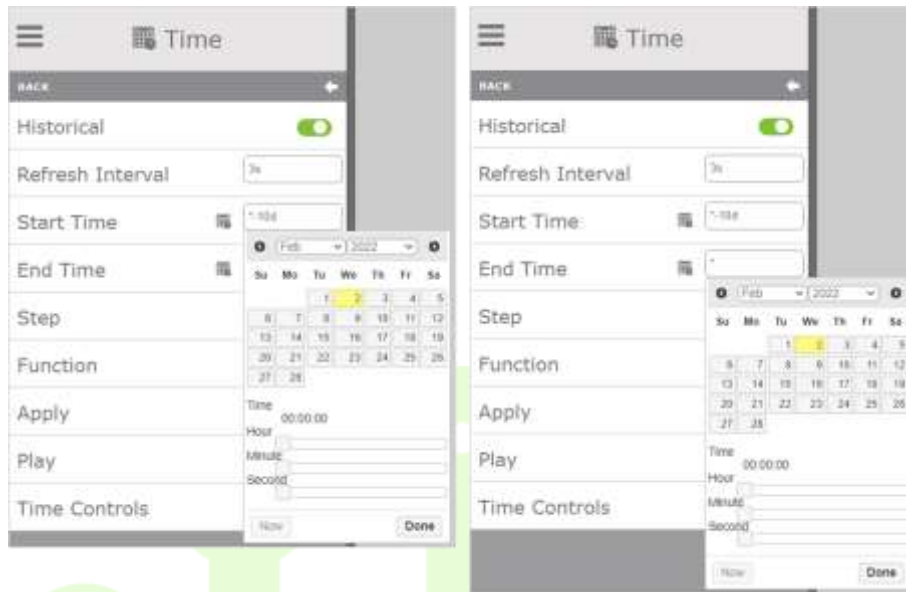 Time
BACK
Historical
Refresh Interval
3s
Start Time
*-10d
End Time
Step
Function
Apply
Play
Time Controls
Feb 2022
Su Mo Tu We Th Fr Sa
1 2 3 4 5
6 7 8 9 10 11 12
13 14 15 16 17 18 19
20 21 22 23 24 25 26
27 28
Time
00:00:00
Hour
Minute
Second
Now Done
Time
BACK
Historical
Refresh Interval
3s
Start Time
*-10d
End Time
*
Step
Function
Apply
Play
Time Controls
Feb 2022
Su Mo Tu We Th Fr Sa
1 2 3 4 5
6 7 8 9 10 11 12
13 14 15 16 17 18 19
20 21 22 23 24 25 26
27 28
Time
00:00:00
Hour
Minute
Second
Now Done